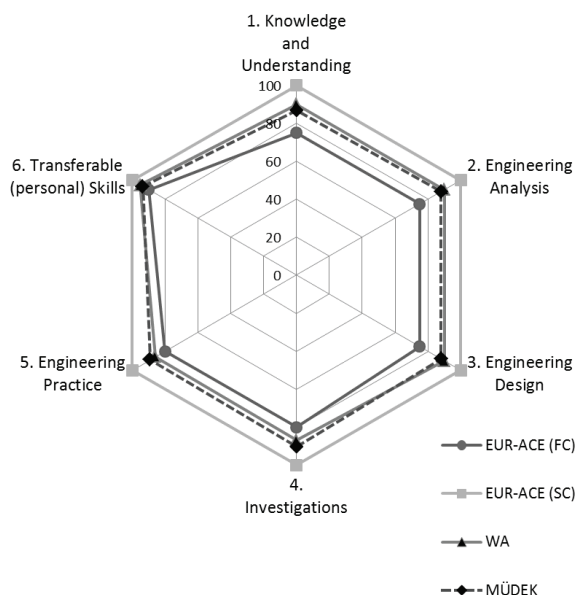 1. Knowledge
and
Understanding
100
80
60
40
20
0
2. Engineering
Analysis
3. Engineering
Design
4.
Investigations
5. Engineering
Practice
6. Transferable
(personal) Skills
EUR-ACE (FC)
EUR-ACE (SC)
WA
MÜDEK